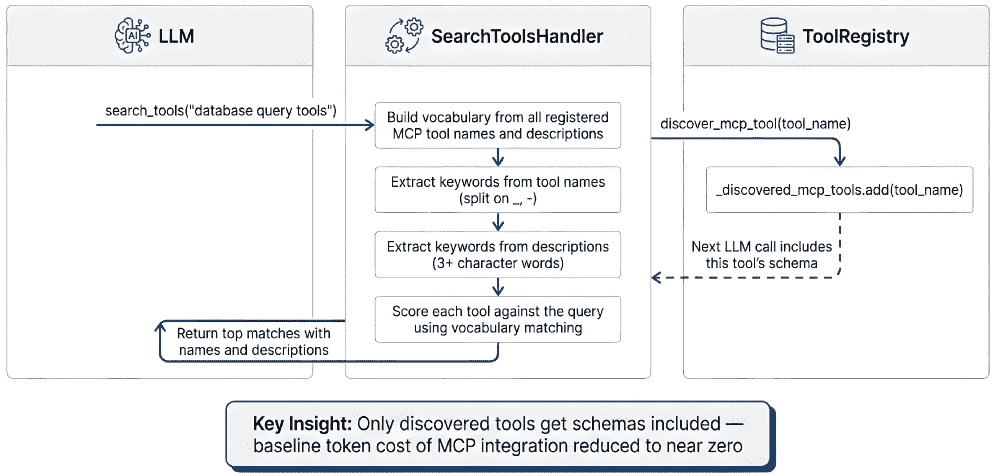 LLM
SearchToolsHandler
ToolRegistry
search_tools("database query tools")
Build vocabulary from all registered
MCP tool names and descriptions
Extract keywords from tool names
(split on _, -)
Extract keywords from descriptions
(3+ character words)
Score each tool against the query
using vocabulary matching
Return top matches with
names and descriptions
discover_mcp_tool(tool_name)
_discovered_mcp_tools.add(tool_name)
Next LLM call includes
this tool's schema
Key Insight: Only discovered tools get schemas included —
baseline token cost of MCP integration reduced to near zero